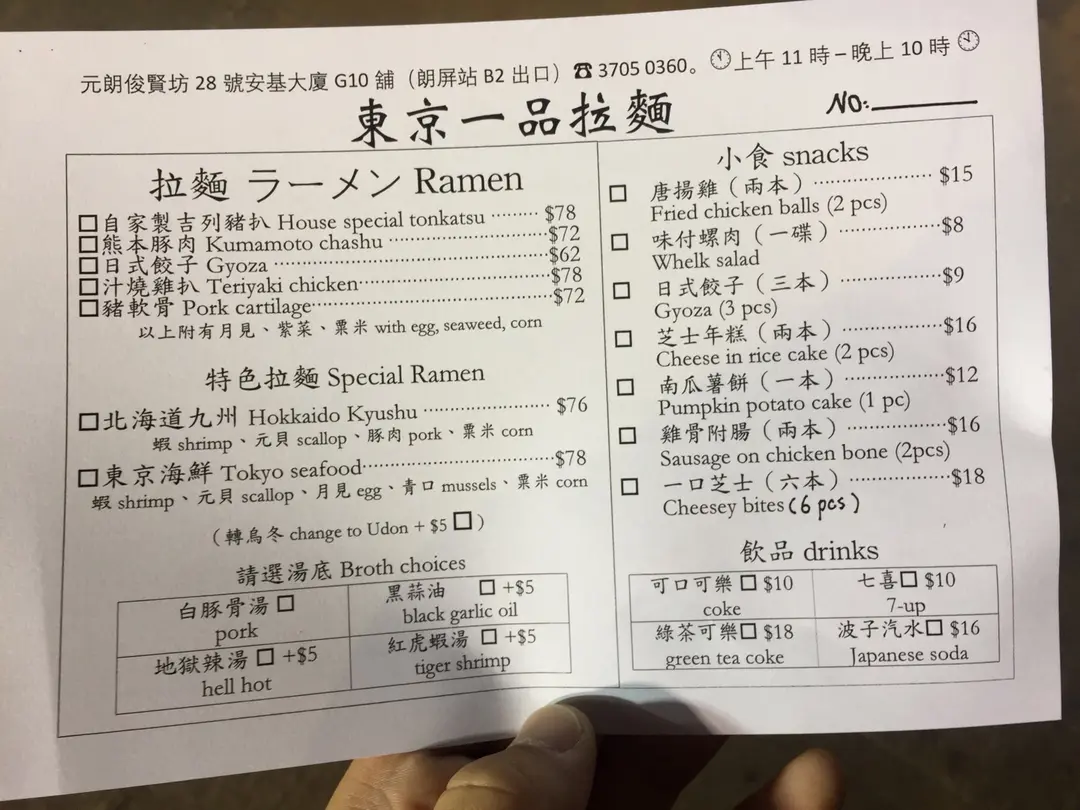 元朗俊賢坊 28 號安基大廈 G10 舖（朗屏站 B2 出口）☎ 3705 0360。🕚上午 11 時 – 晚上 10 時🕙
東京一品拉麵
NO:
拉麵 ラーメン Ramen
☐自家製吉列豬扒 House special tonkatsu ········· $78
☐熊本豚肉 Kumamoto chashu ························$72
☐日式餃子 Gyoza ··········································$62
☐汁燒雞扒 Teriyaki chicken·····························$78
☐豬軟骨 Pork cartilage···································$72
以上附有月見、紫菜、粟米 with egg, seaweed, corn
特色拉麵 Special Ramen
☐北海道九州 Hokkaido Kyushu ··················· $76
蝦 shrimp、元貝 scallop、豚肉 pork、粟米 corn
☐東京海鮮 Tokyo seafood·····························$78
蝦 shrimp、元貝 scallop、月見 egg、青口 mussels、粟米 corn
（轉烏冬 change to Udon + $5 ☐）
請選湯底 Broth choices
白豚骨湯 ☐
pork
黑蒜油 ☐ +$5
black garlic oil
地獄辣湯 ☐ +$5
hell hot
紅虎蝦湯 ☐ +$5
tiger shrimp
小食 snacks
☐ 唐揚雞（兩本）····················· $15
Fried chicken balls (2 pcs)
☐ 味付螺肉（一碟）···················$8
Whelk salad
☐ 日式餃子（三本）···················$9
Gyoza (3 pcs)
☐ 芝士年糕（兩本）···················$16
Cheese in rice cake (2 pcs)
☐ 南瓜薯餅（一本）···················$12
Pumpkin potato cake (1 pc)
☐ 雞骨附腸（兩本）···················$16
Sausage on chicken bone (2pcs)
☐ 一口芝士（六本）···················$18
Cheesey bites (6 pcs)
飲品 drinks
可口可樂 ☐ $10
coke
七喜☐ $10
7-up
綠茶可樂☐ $18
green tea coke
波子汽水☐ $16
Japanese soda